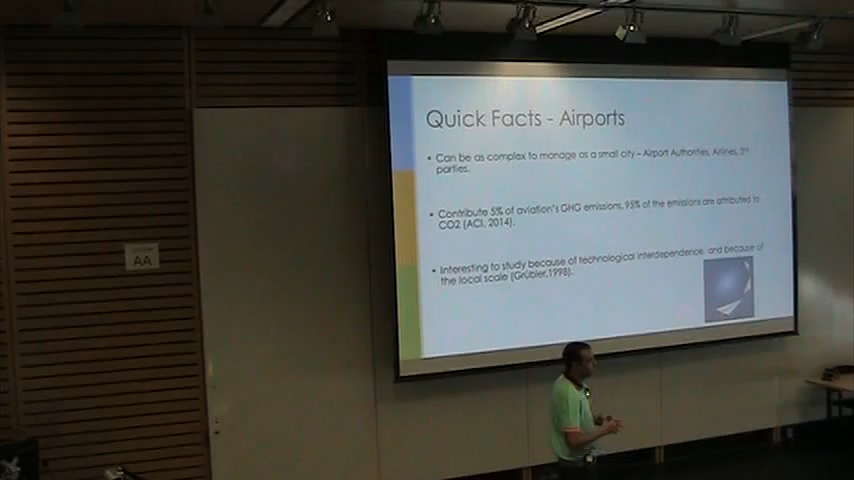 Quick Facts - Airports
• Can be as complex to manage as a small city – Airport Authorities, Airlines, 3rd
parties.
• Contribute 5% of aviation's GHG emissions, 95% of the emissions are attributed to
CO2 (ACI, 2014).
• Interesting to study because of technological interdependence, and because of
the local scale (Grübler,1998).
AA